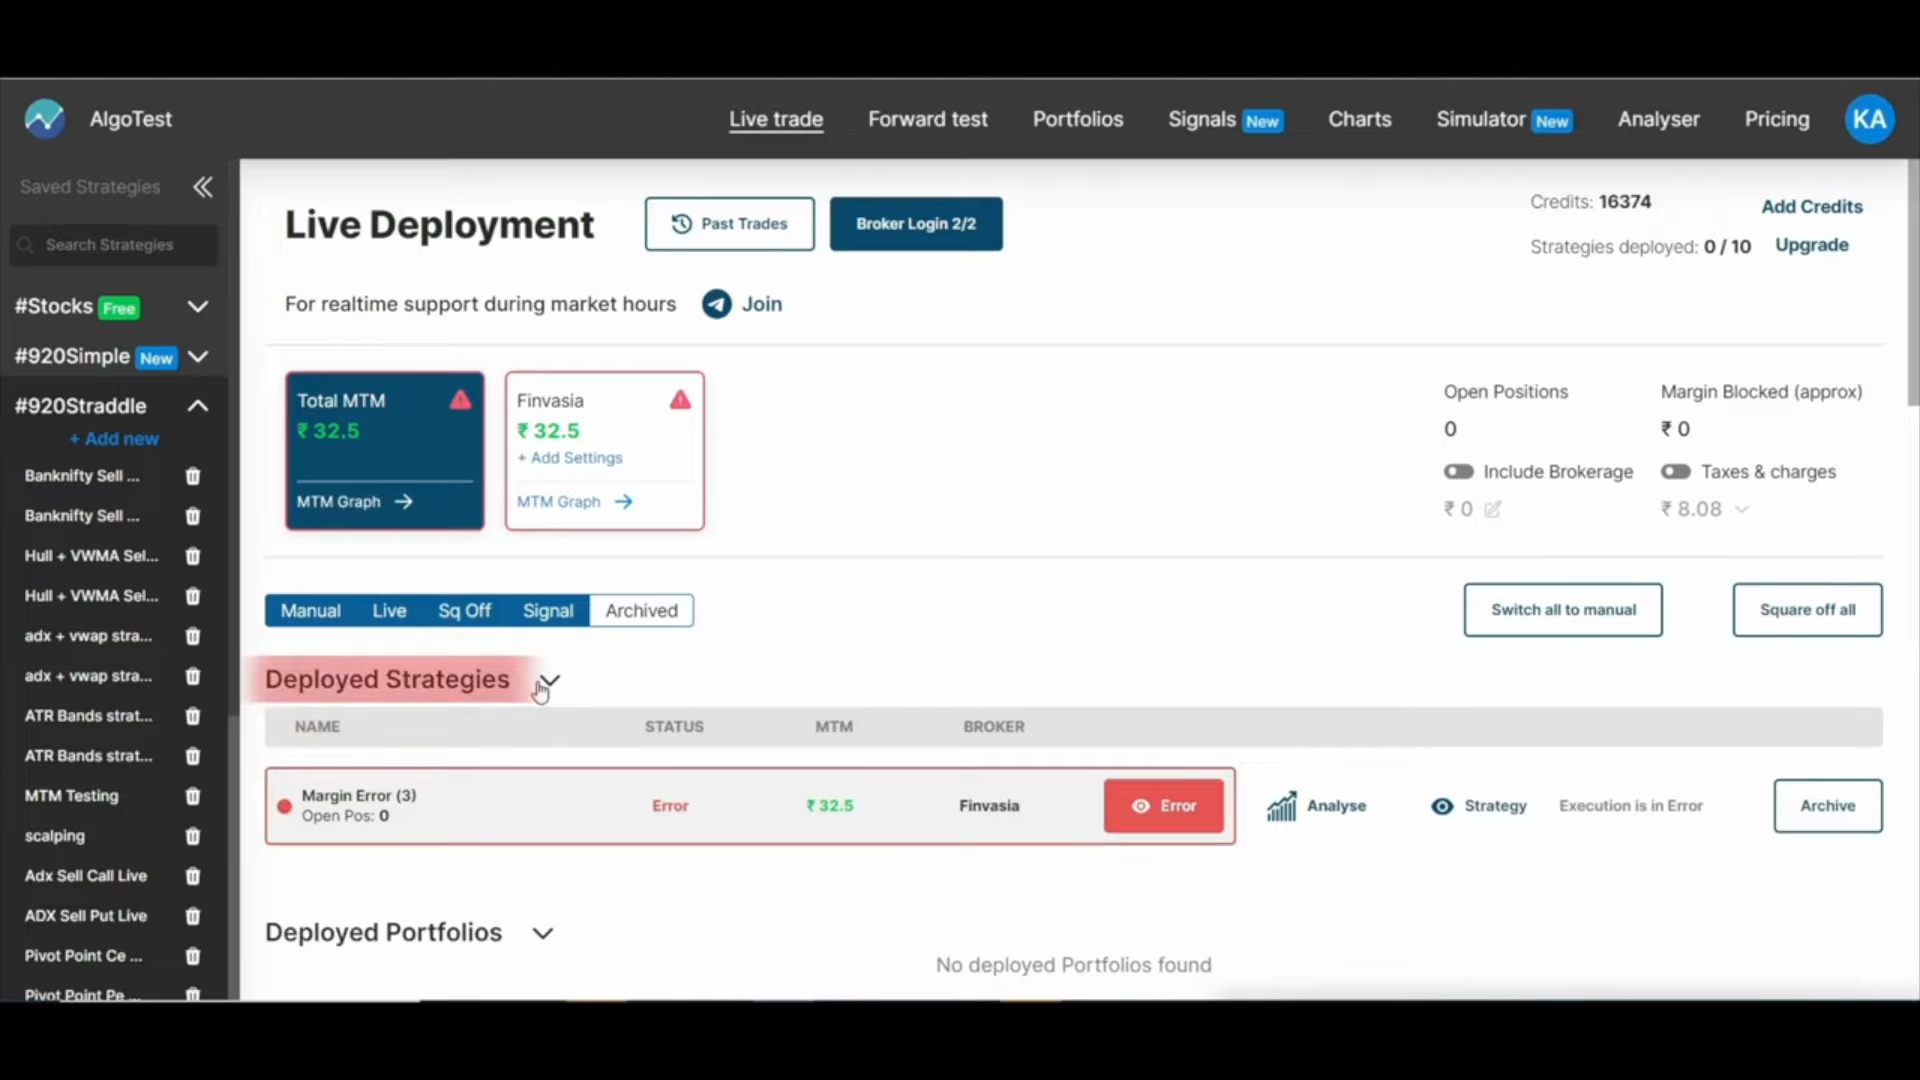 AlgoTest
Live trade
Forward test
Portfolios
Signals New
Charts
Simulator New
Analyser
Pricing
KA
Saved Strategies
Search Strategies
#Stocks Free
#920Simple New
#920Straddle
+ Add new
Banknifty Sell ...
Banknifty Sell ...
Hull + VWMA Sel...
Hull + VWMA Sel...
adx + vwap stra...
adx + vwap stra...
ATR Bands strat...
ATR Bands strat...
MTM Testing
scalping
Adx Sell Call Live
ADX Sell Put Live
Pivot Point Ce ...
Pivot Point Pe ...
Live Deployment
Past Trades
Broker Login 2/2
Credits: 16374
Add Credits
Strategies deployed: 0 / 10
Upgrade
For realtime support during market hours
Join
Total MTM
₹ 32.5
MTM Graph
Finvasia
₹ 32.5
+ Add Settings
MTM Graph
Open Positions
0
Margin Blocked (approx)
₹ 0
Include Brokerage
₹ 0
Taxes & charges
₹ 8.08
Manual
Live
Sq Off
Signal
Archived
Switch all to manual
Square off all
Deployed Strategies
NAME
STATUS
MTM
BROKER
Margin Error (3)
Open Pos: 0
Error
₹ 32.5
Finvasia
Error
Analyse
Strategy
Execution is in Error
Archive
Deployed Portfolios
No deployed Portfolios found